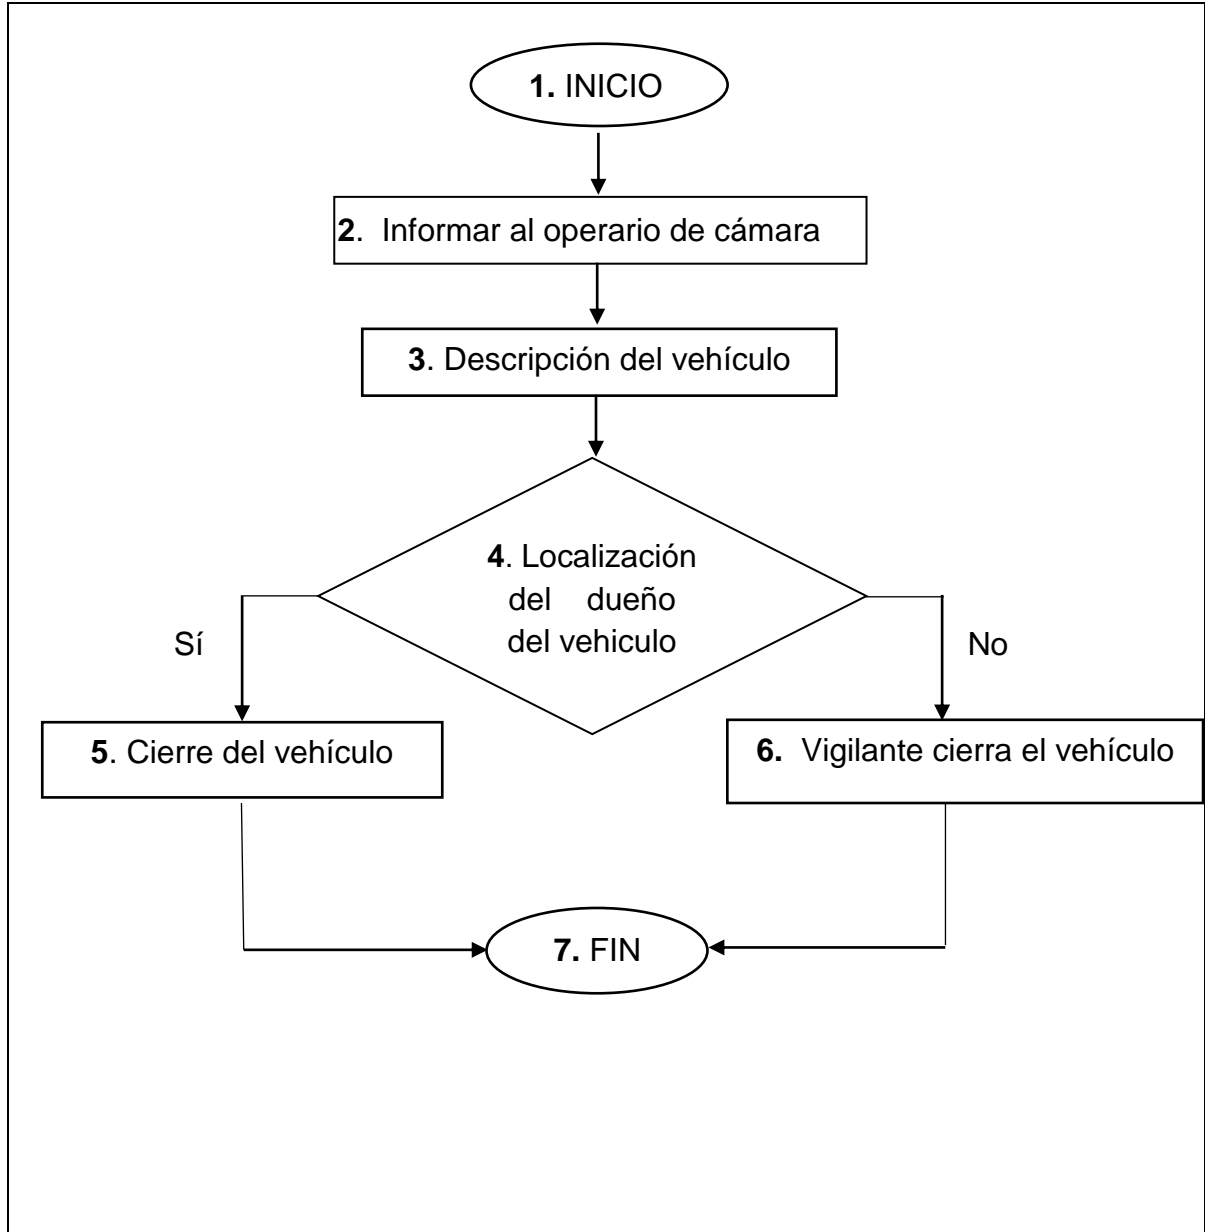 1. INICIO
2. Informar al operario de cámara
3. Descripción del vehículo
4. Localización
del dueño
del vehiculo
Sí
No
5. Cierre del vehículo
6. Vigilante cierra el vehículo
7. FIN